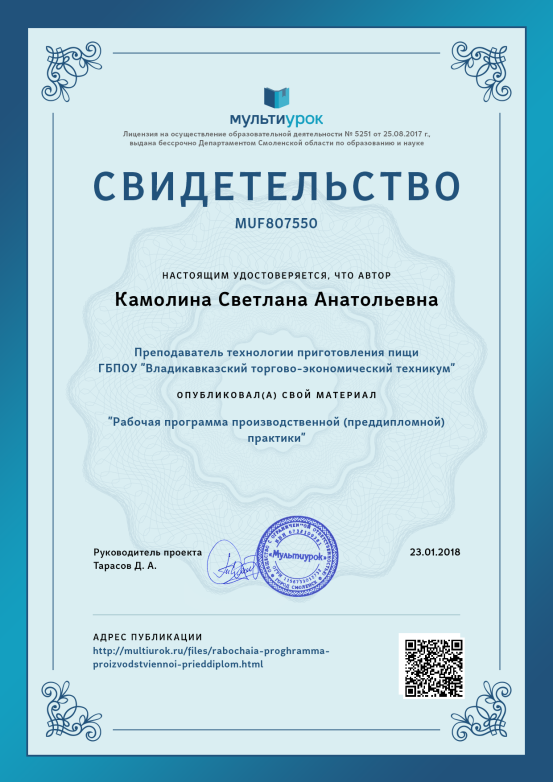 мультиурок
Лицензия на осуществление образовательной деятельности № 5251 от 25.08.2017 г.,
выдана бессрочно Департаментом Смоленской области по образованию и науке
СВИДЕТЕЛЬСТВО
MUF807550
НАСТОЯЩИМ УДОСТОВЕРЯЕТСЯ, ЧТО АВТОР
Камолина Светлана Анатольевна
Преподаватель технологии приготовления пищи
ГБПОУ "Владикавказский торгово-экономический техникум"
ОПУБЛИКОВАЛ(А) СВОЙ МАТЕРИАЛ
"Рабочая программа производственной (преддипломной)
практики"
Руководитель проекта
Тарасов Д. А.
«Мультиурок»
23.01.2018
АДРЕС ПУБЛИКАЦИИ
http://multiurok.ru/files/rabochaia-proghramma-
proizvodstviennoi-prieddiplom.html